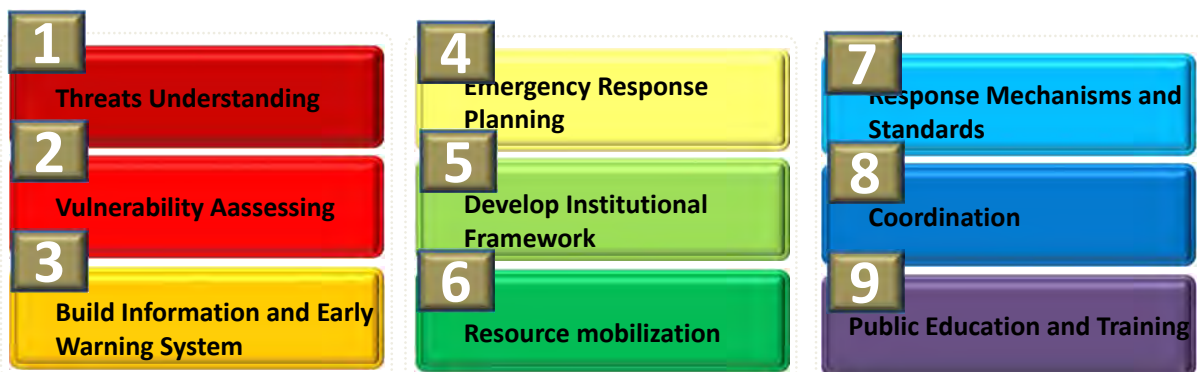 1
Threats Understanding
2
Vulnerability Aassessing
3
Build Information and Early
Warning System
4
Emergency Response
Planning
5
Develop Institutional
Framework
6
Resource mobilization
7
Response Mechanisms and
Standards
8
Coordination
9
Public Education and Training